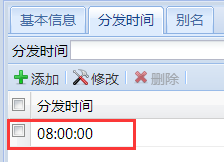 基本信息 分发时间 别名
分发时间
添加 修改 删除
分发时间
08:00:00